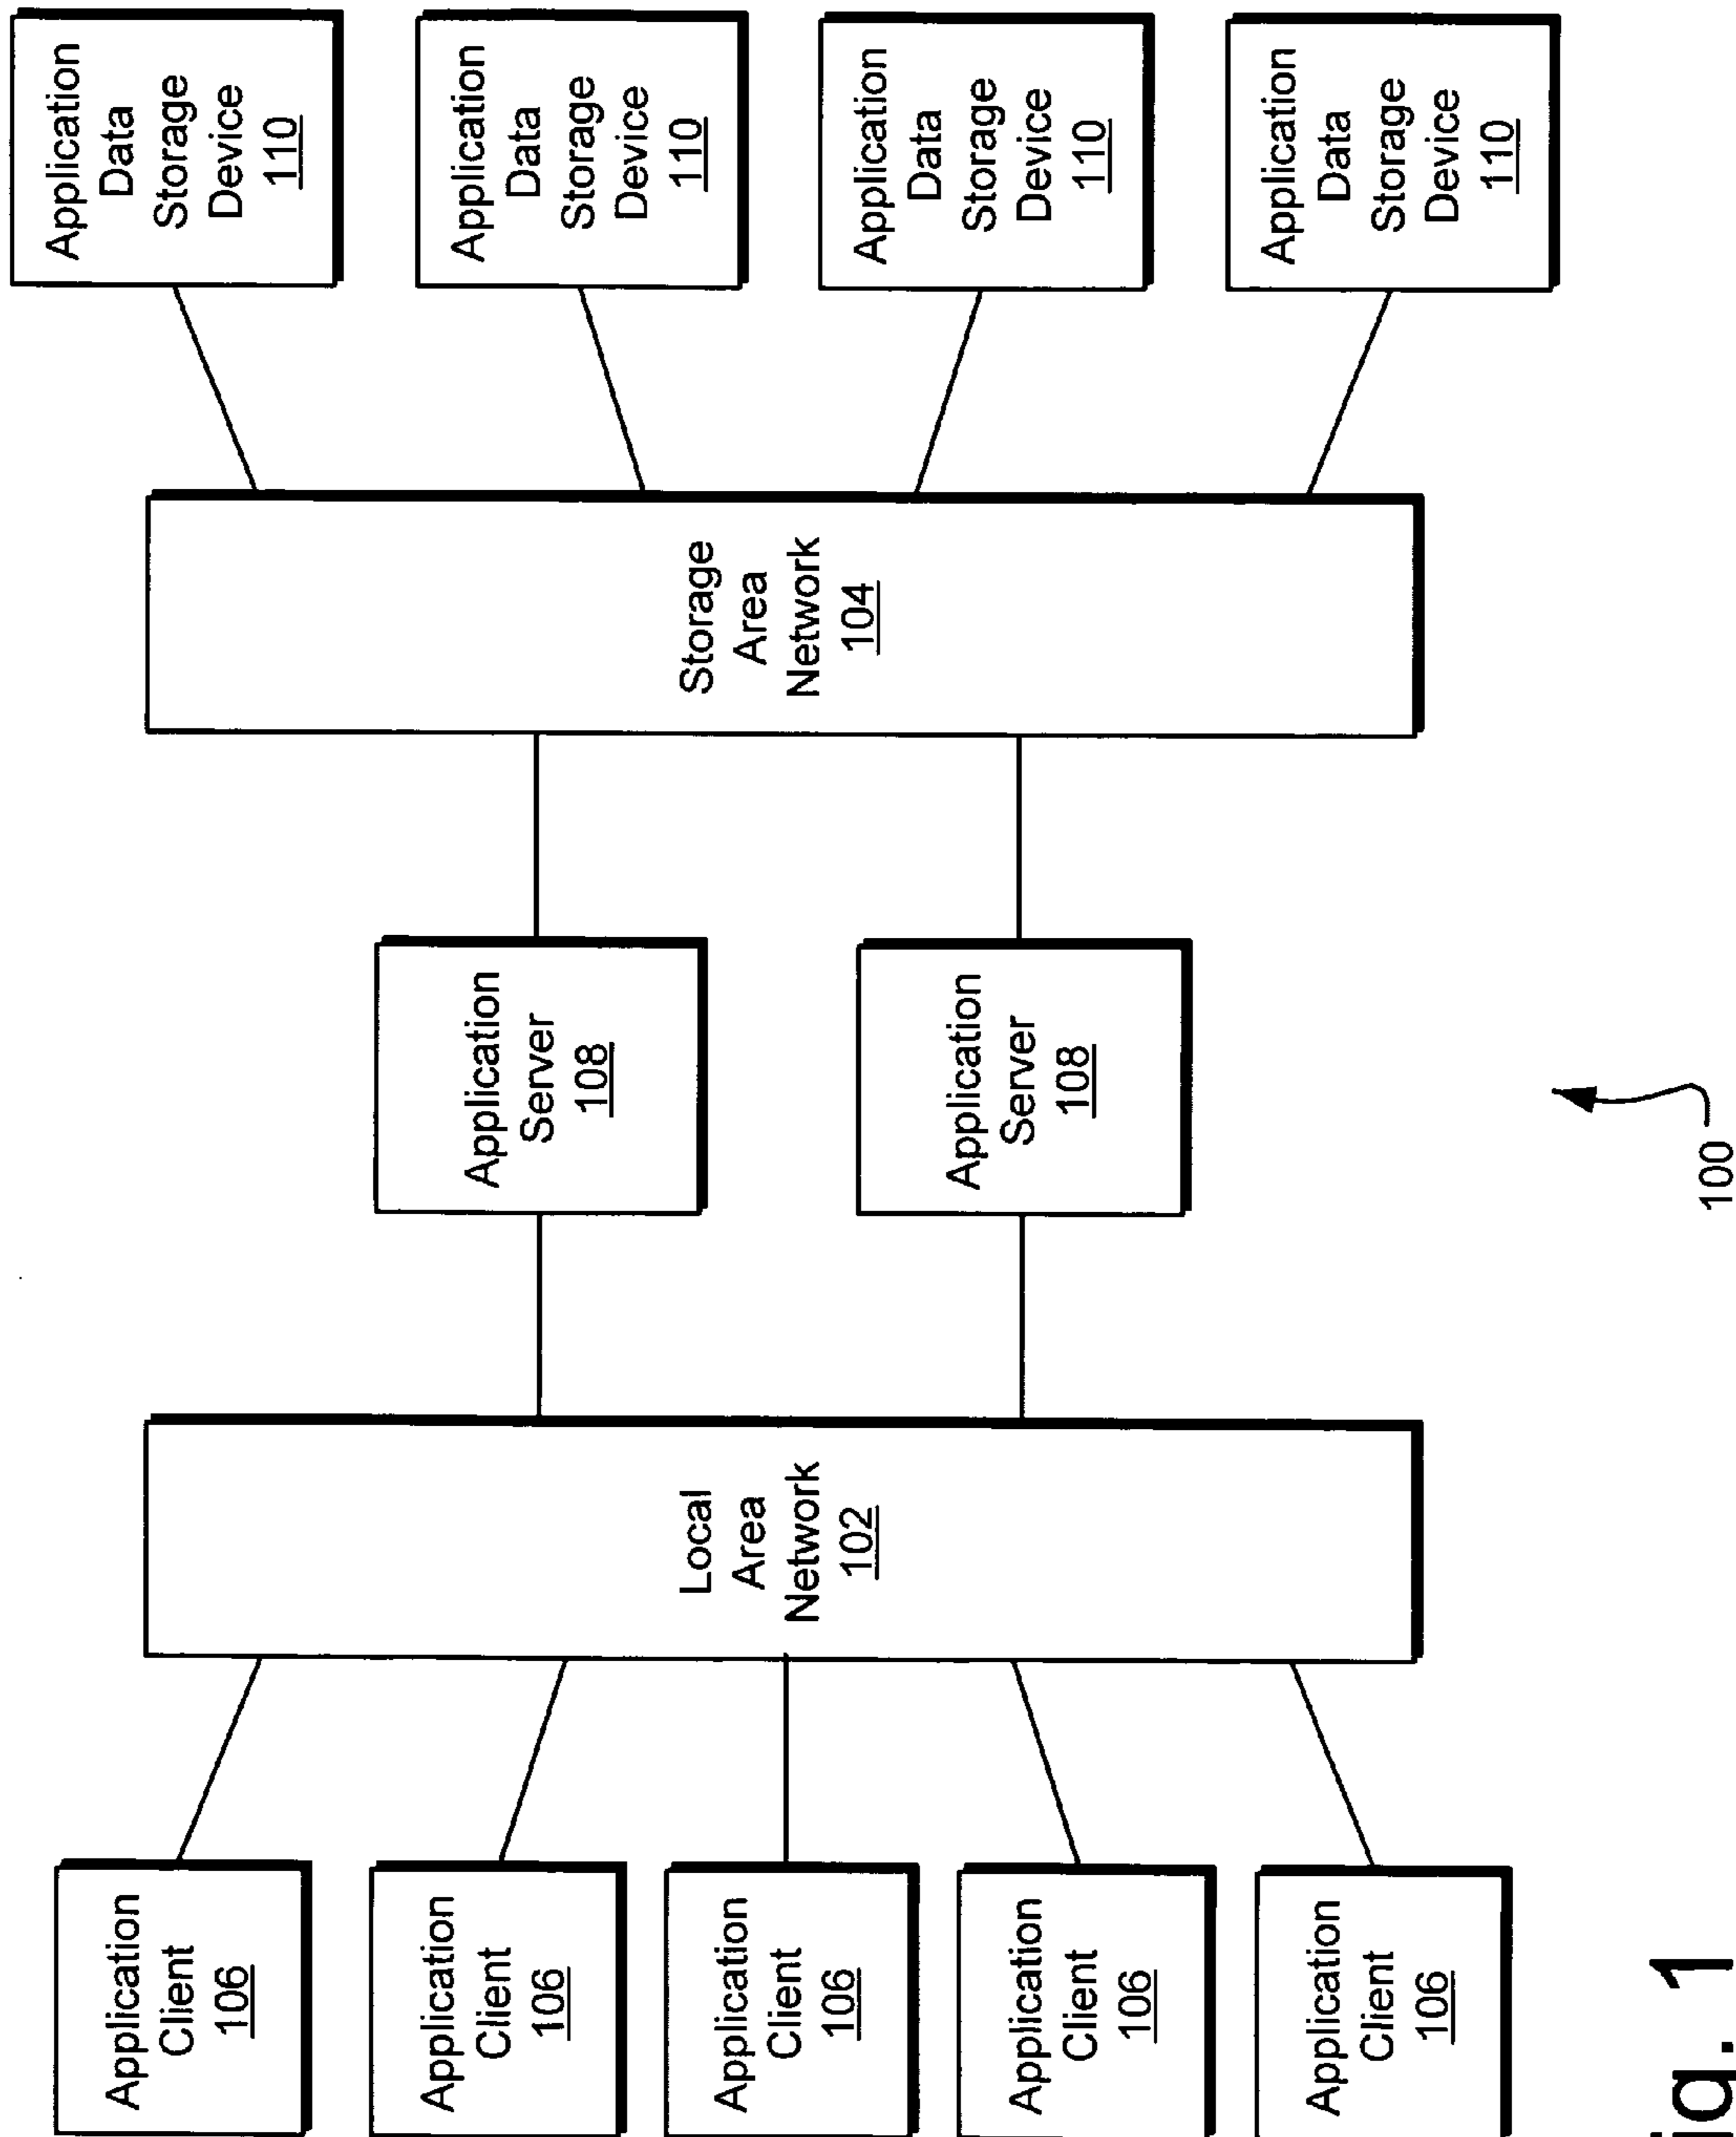 Application
Client
106
Application
Client
106
Application
Client
106
Application
Client
106
Application
Client
106
Local
Area
Network
102
Application
Server
108
Application
Server
108
Storage
Area
Network
104
Application
Data
Storage
Device
110
Application
Data
Storage
Device
110
Application
Data
Storage
Device
110
Application
Data
Storage
Device
110
100
ig. 1